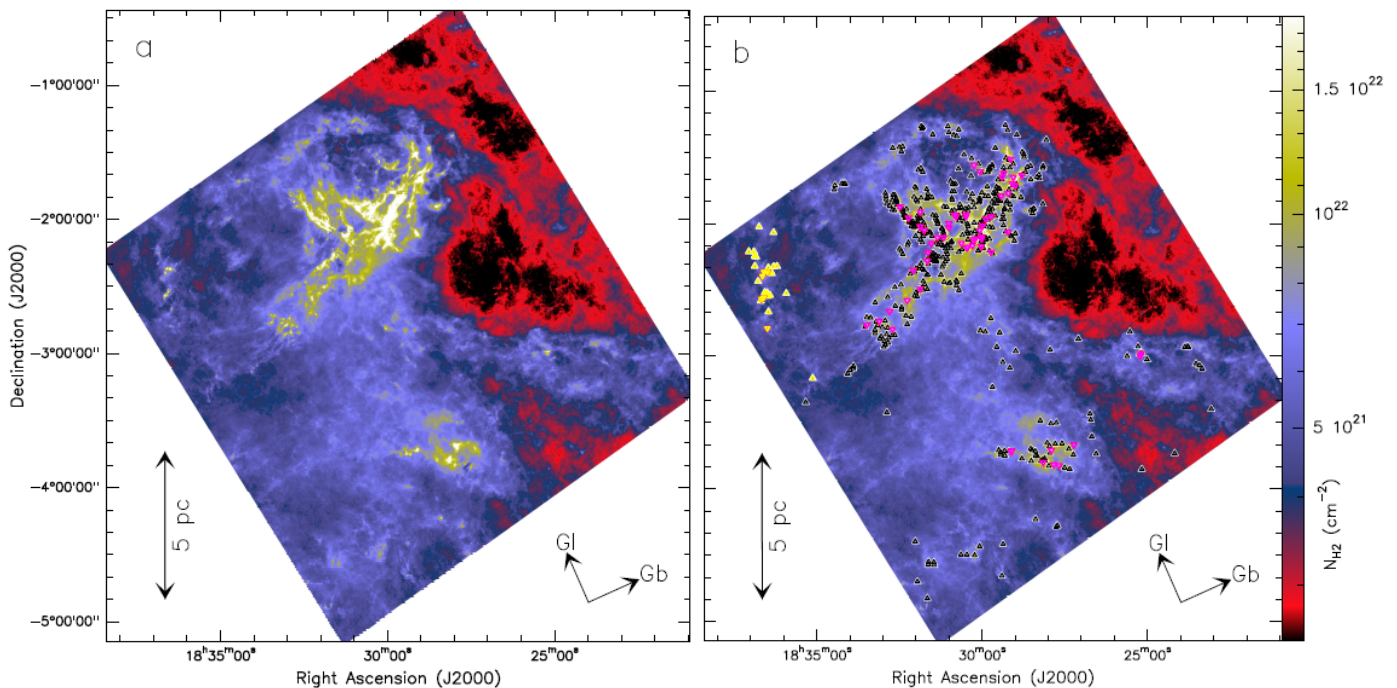 a
−1°00'00"
−2°00'00"
−3°00'00"
−4°00'00"
−5°00'00"
Declination (J2000)
5 pc
Gl
Gb
18ʰ35ᵐ00ˢ
30ᵐ00ˢ
25ᵐ00ˢ
Right Ascension (J2000)
b
5 pc
Gl
Gb
18ʰ35ᵐ00ˢ
30ᵐ00ˢ
25ᵐ00ˢ
Right Ascension (J2000)
1.5 10²²
10²²
5 10²¹
N_H2 (cm⁻²)